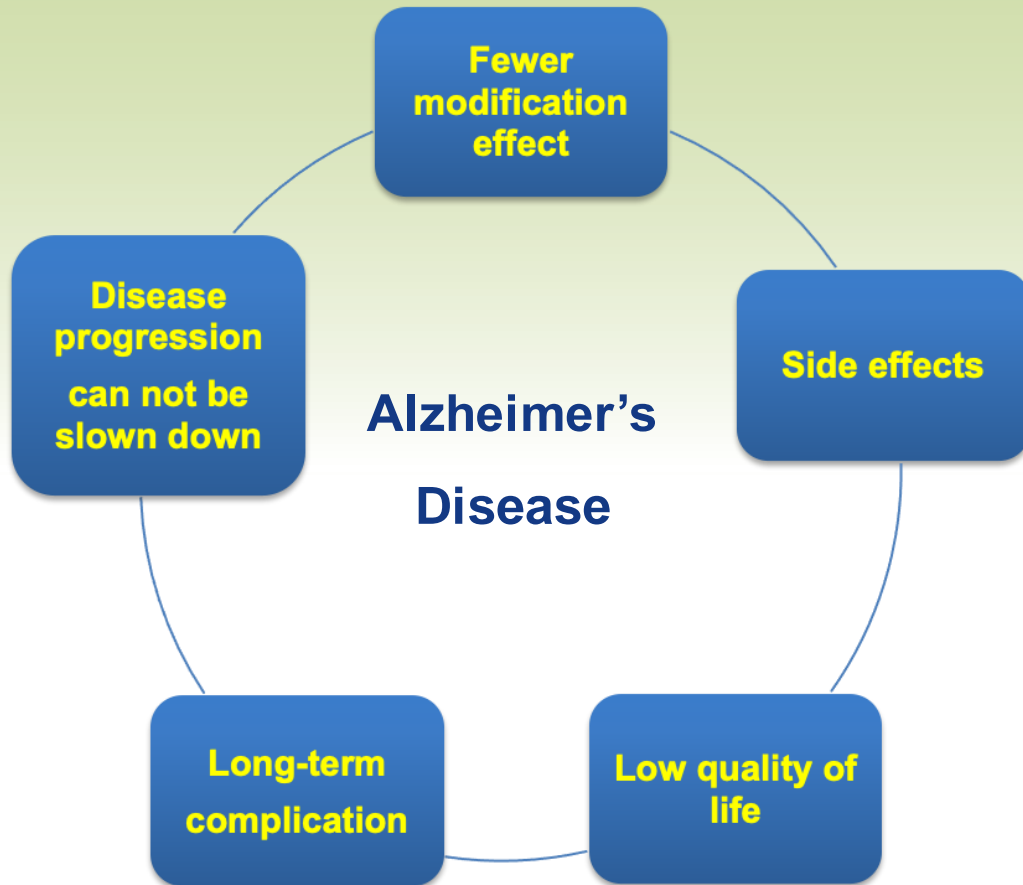 Fewer
modification
effect
Side effects
Low quality of
life
Long-term
complication
Disease
progression
can not be
slown down
Alzheimer’s
Disease